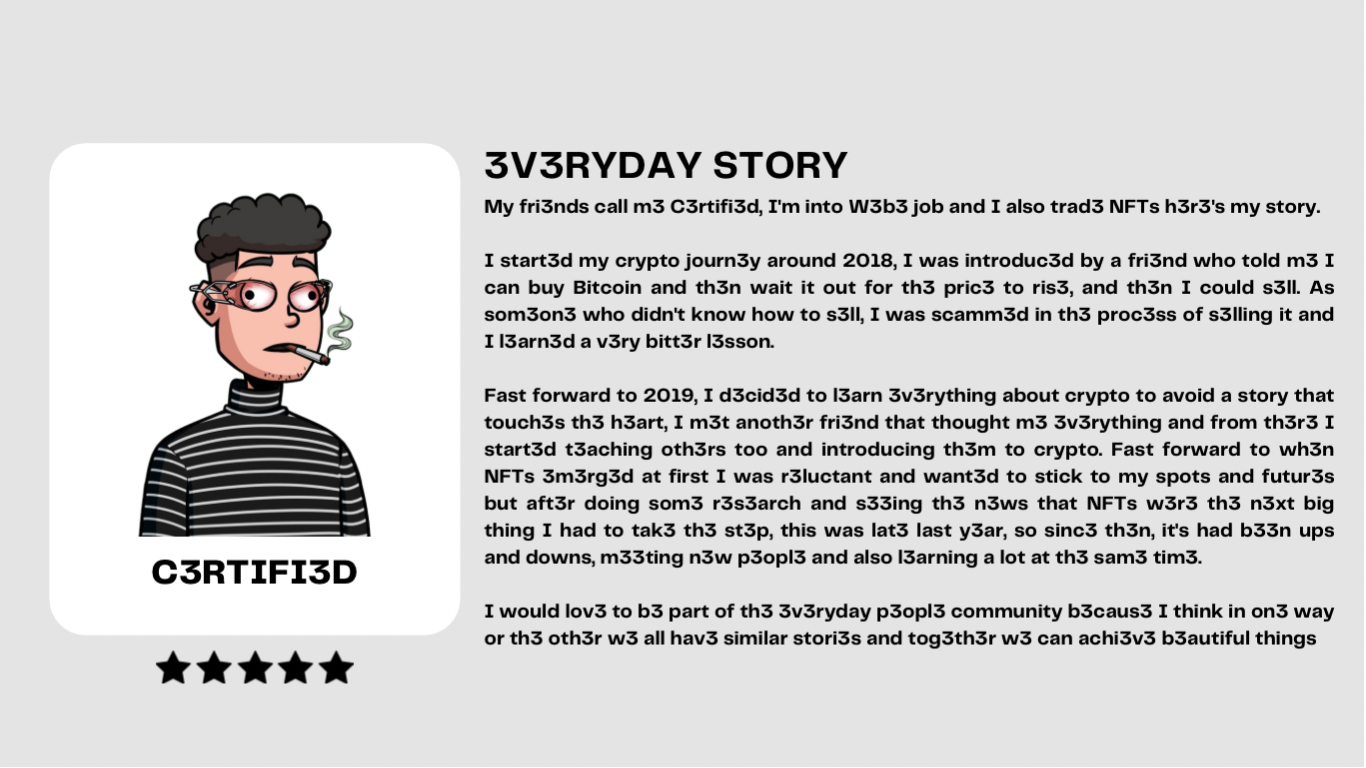 3V3RYDAY STORY
My fri3nds call m3 C3rtifi3d, I'm into W3b3 job and I also trad3 NFTs h3r3's my story.
I start3d my crypto journ3y around 2018, I was introduc3d by a fri3nd who told m3 I
can buy Bitcoin and th3n wait it out for th3 pric3 to ris3, and th3n I could s3ll. As
som3on3 who didn't know how to s3ll, I was scamm3d in th3 proc3ss of s3lling it and
I l3arn3d a v3ry bitt3r l3sson.
Fast forward to 2019, I d3cid3d to l3arn 3v3rything about crypto to avoid a story that
touch3s th3 h3art, I m3t anoth3r fri3nd that thought m3 3v3rything and from th3r3 I
start3d t3aching oth3rs too and introducing th3m to crypto. Fast forward to wh3n
NFTs 3m3rg3d at first I was r3luctant and want3d to stick to my spots and futur3s
but aft3r doing som3 r3s3arch and s33ing th3 n3ws that NFTs w3r3 th3 n3xt big
thing I had to tak3 th3 st3p, this was lat3 last y3ar, so sinc3 th3n, it's had b33n ups
and downs, m33ting n3w p3opl3 and also l3arning a lot at th3 sam3 tim3.
I would lov3 to b3 part of th3 3v3ryday p3opl3 community b3caus3 I think in on3 way
or th3 oth3r w3 all hav3 similar stori3s and tog3th3r w3 can achi3v3 b3autiful things
C3RTIFI3D